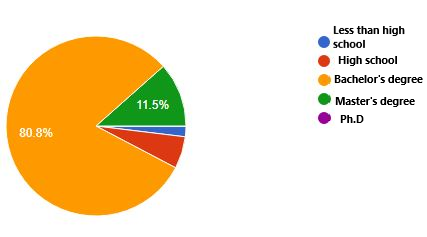 Less than high
school
High school
Bachelor's degree
Master's degree
Ph.D
11.5%
80.8%